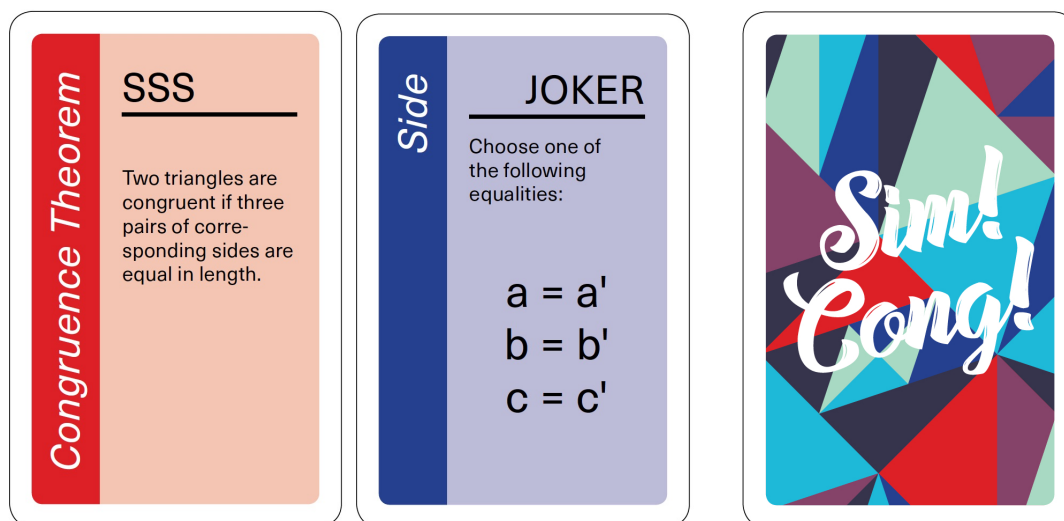 Congruence Theorem
SSS
Two triangles are
congruent if three
pairs of corre-
sponding sides are
equal in length.
Side
JOKER
Choose one of
the following
equalities:
a = a'
b = b'
c = c'
Sim!
Cong!